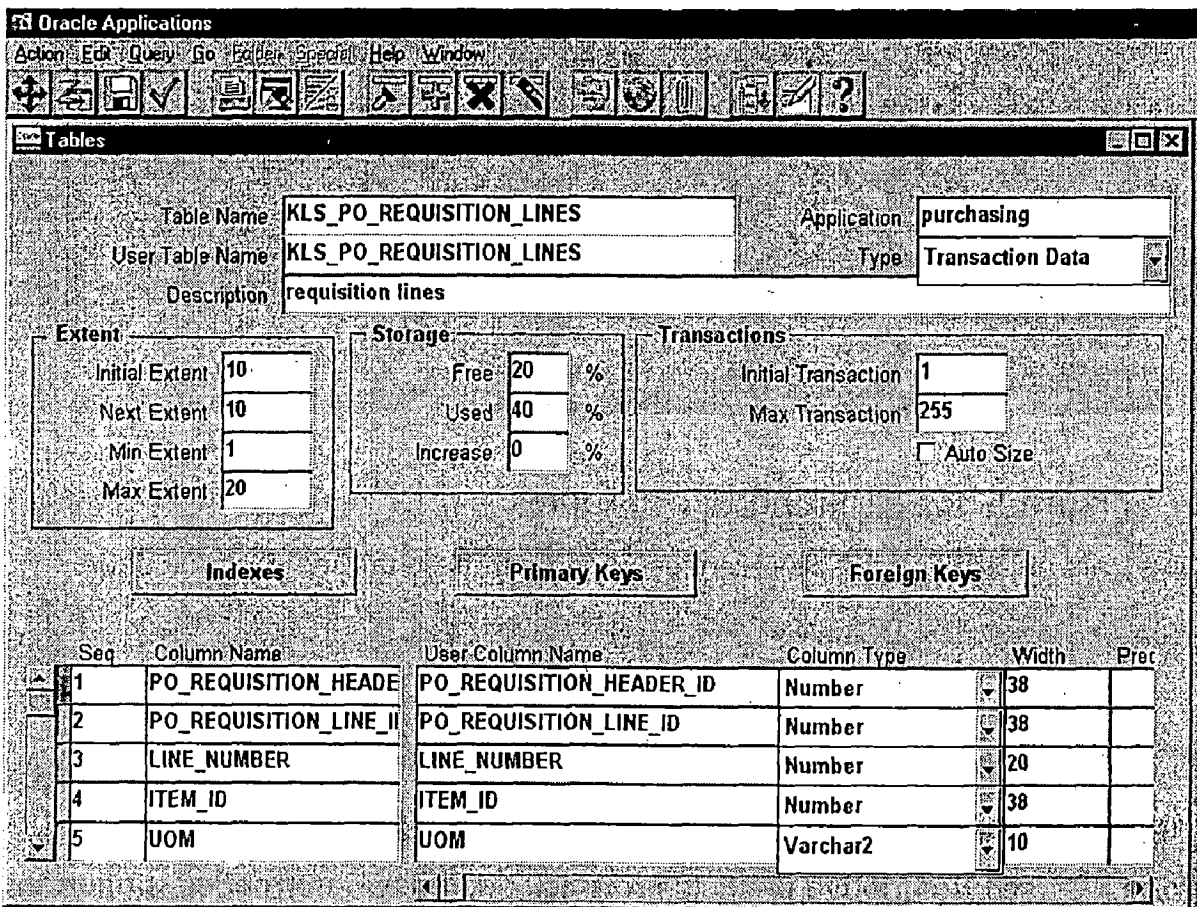 Oracle Applications
Action Edit Query Go Folder Special Help Window
Tables
Table Name KLS_PO_REQUISITION_LINES Application purchasing
User Table Name KLS_PO_REQUISITION_LINES Type Transaction Data
Description requisition lines
Extent Storage Transactions
Initial Extent 10 Free 20 % Initial Transaction 1
Next Extent 10 Used 40 % Max Transaction 255
Min Extent 1 Increase 0 % Auto Size
Max Extent 20
Indexes Primary Keys Foreign Keys
Seq Column Name User Column Name Column Type Width Prec
1 PO_REQUISITION_HEADE PO_REQUISITION_HEADER_ID Number 38
2 PO_REQUISITION_LINE_I PO_REQUISITION_LINE_ID Number 38
3 LINE_NUMBER LINE_NUMBER Number 20
4 ITEM_ID ITEM_ID Number 38
5 UOM UOM Varchar2 10